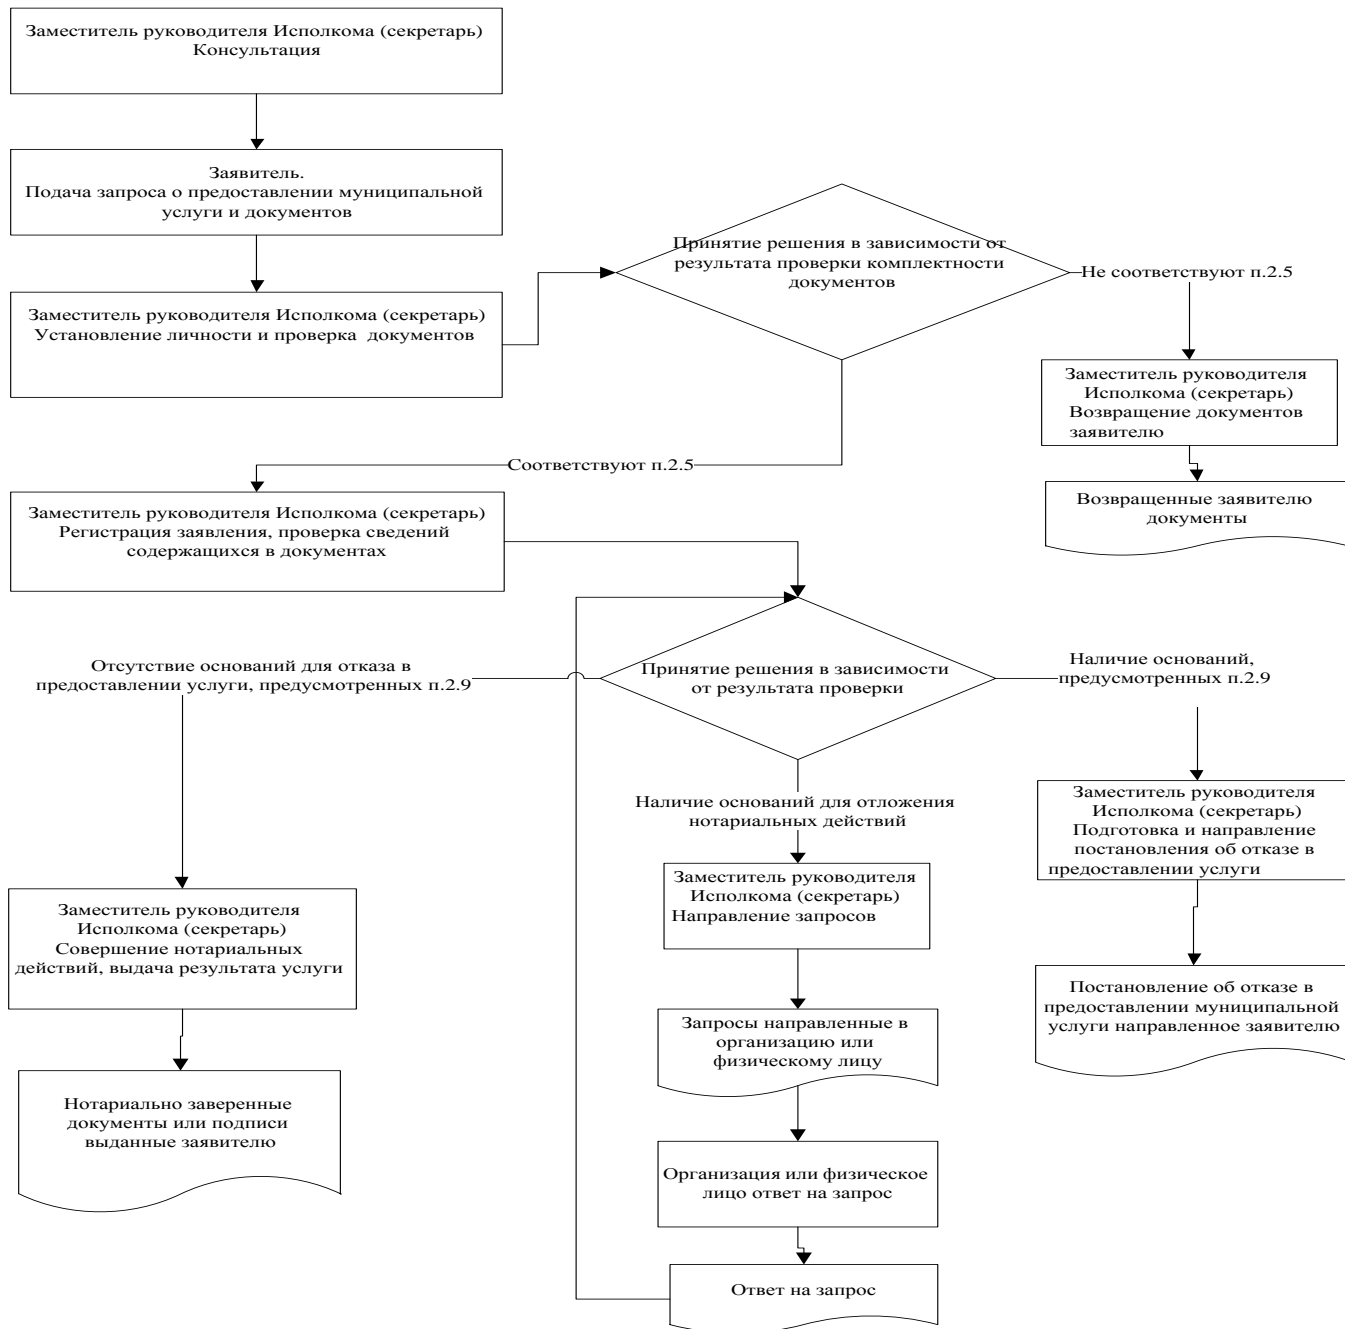 Заместитель руководителя Исполкома (секретарь)
Консультация
Заявитель.
Подача запроса о предоставлении муниципальной
услуги и документов
Заместитель руководителя Исполкома (секретарь)
Установление личности и проверка документов
Принятие решения в зависимости от
результата проверки комплектности
документов
Не соответствуют п.2.5
Заместитель руководителя
Исполкома (секретарь)
Возвращение документов
заявителю
Возвращенные заявителю
документы
Соответствуют п.2.5
Заместитель руководителя Исполкома (секретарь)
Регистрация заявления, проверка сведений
содержащихся в документах
Принятие решения в зависимости
от результата проверки
Отсутствие оснований для отказа в
предоставлении услуги, предусмотренных п.2.9
Наличие оснований,
предусмотренных п.2.9
Наличие оснований для отложения
нотариальных действий
Заместитель руководителя
Исполкома (секретарь)
Совершение нотариальных
действий, выдача результата услуги
Нотариально заверенные
документы или подписи
выданные заявителю
Заместитель руководителя
Исполкома (секретарь)
Направление запросов
Запросы направленные в
организацию или
физическому лицу
Организация или физическое
лицо ответ на запрос
Ответ на запрос
Заместитель руководителя
Исполкома (секретарь)
Подготовка и направление
постановления об отказе в
предоставлении услуги
Постановление об отказе в
предоставлении муниципальной
услуги направленное заявителю